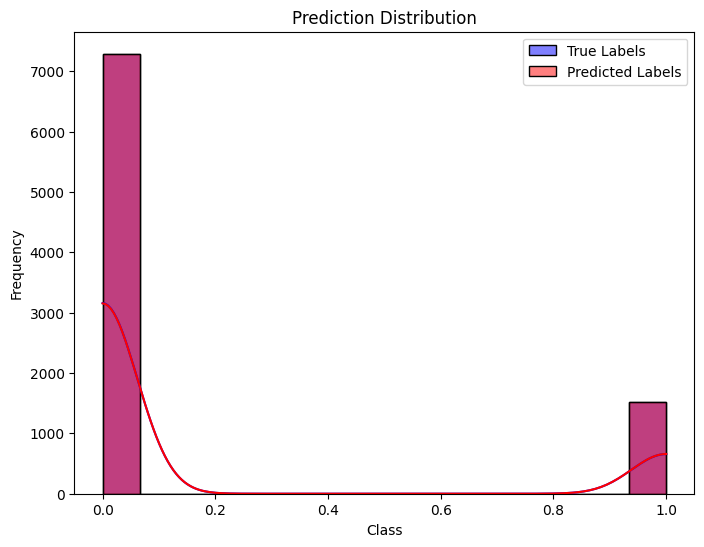 Prediction Distribution
True Labels
Predicted Labels
7000
6000
5000
4000
3000
2000
1000
0
Frequency
0.0 0.2 0.4 0.6 0.8 1.0
Class